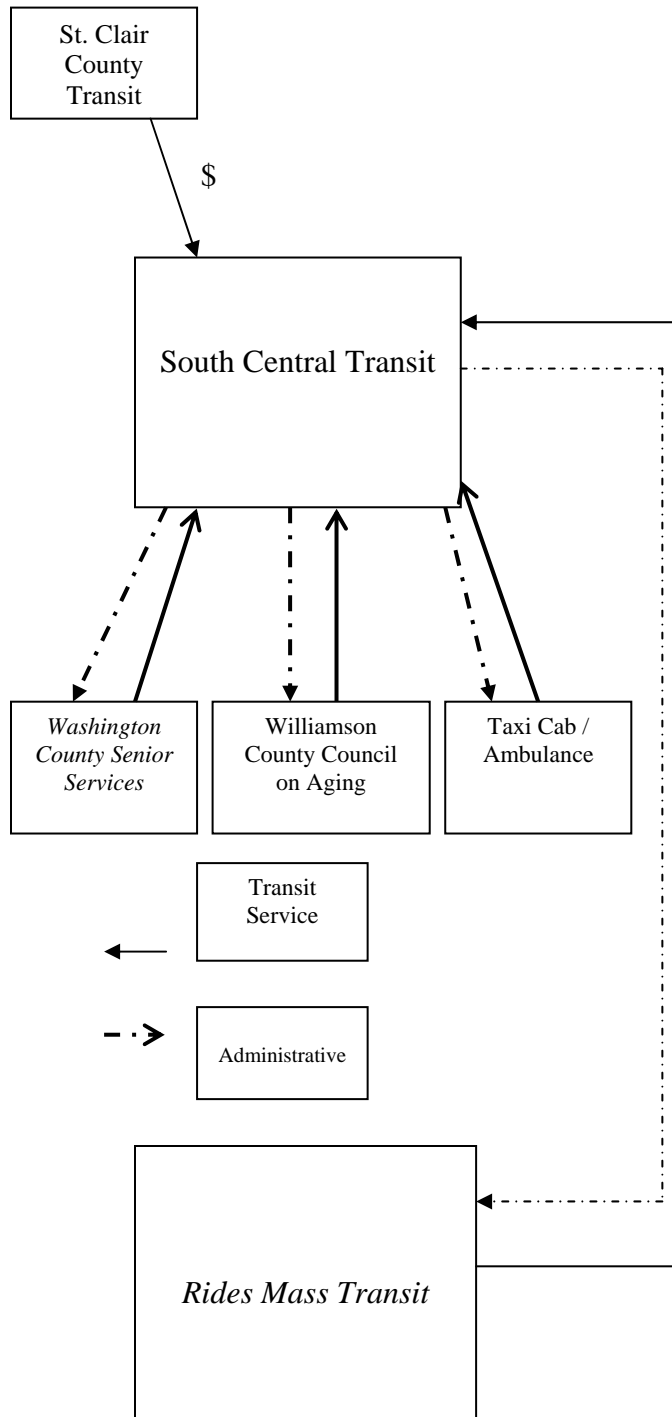 St. Clair
County
Transit
$
South Central Transit
Washington
County Senior
Services
Williamson
County Council
on Aging
Taxi Cab /
Ambulance
Transit
Service
Administrative
Rides Mass Transit